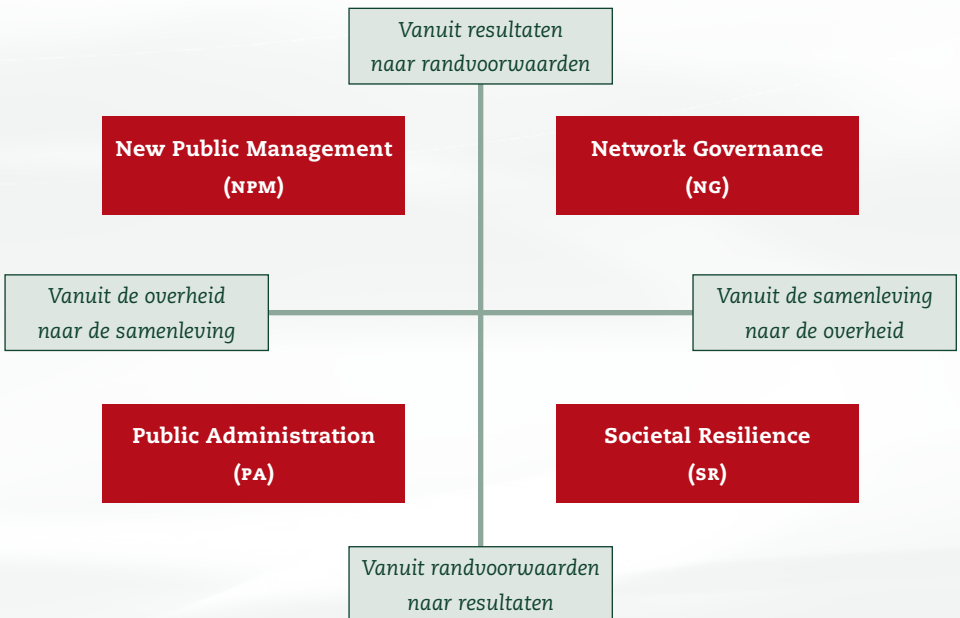 Vanuit resultaten
naar randvoorwaarden
New Public Management
(NPM)
Network Governance
(NG)
Vanuit de overheid
naar de samenleving
Vanuit de samenleving
naar de overheid
Public Administration
(PA)
Societal Resilience
(SR)
Vanuit randvoorwaarden
naar resultaten